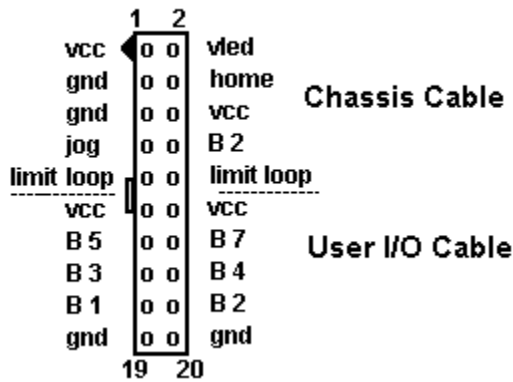 1 2
vcc o o vled
gnd o o home
Chassis Cable
gnd o o vcc
jog o o B 2
limit loop o o limit loop
vcc o o vcc
B 5 o o B 7
User I/O Cable
B 3 o o B 4
B 1 o o B 2
gnd o o gnd
19 20